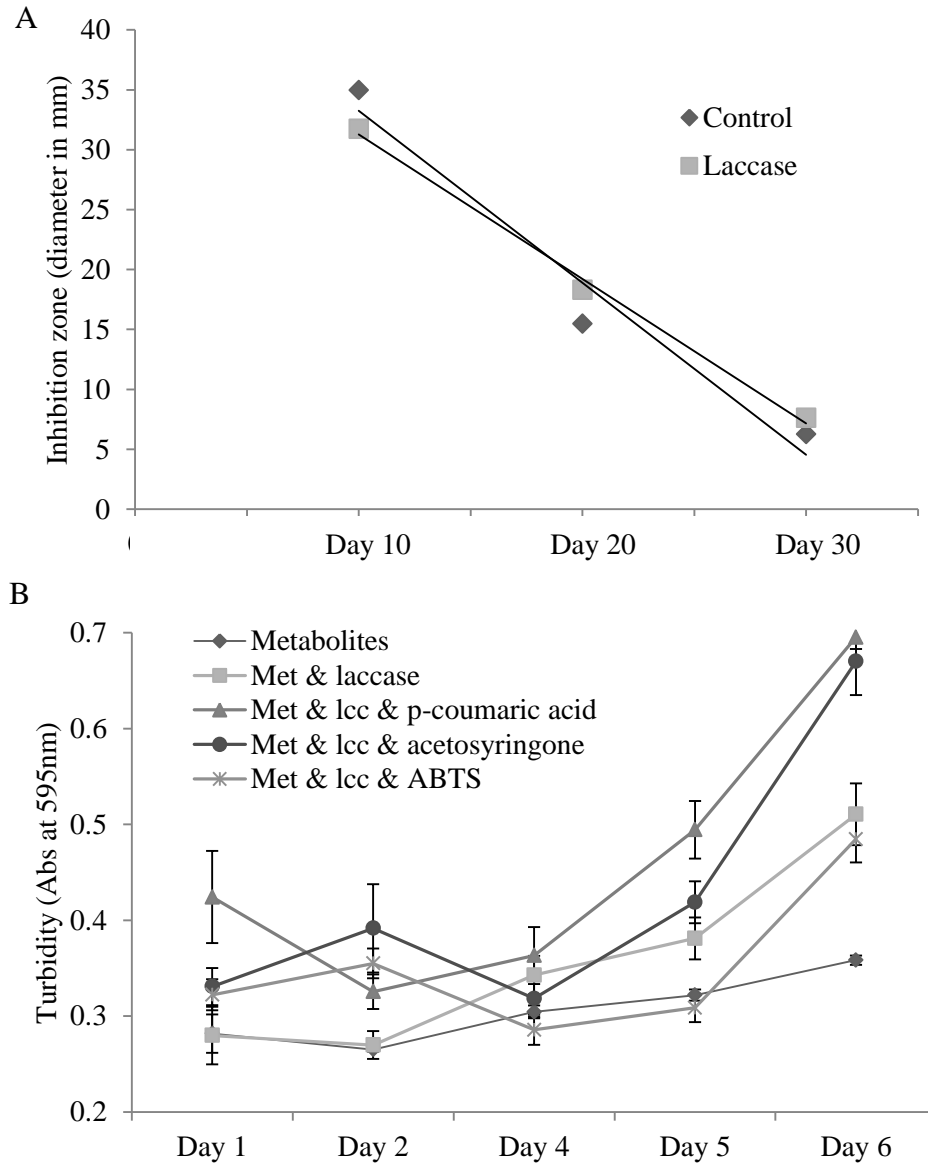 A
40
35
30
25
20
15
10
5
0
Inhibition zone (diameter in mm)
Control
Laccase
Day 10
Day 20
Day 30
B
0.7
0.6
0.5
0.4
0.3
0.2
Turbidity (Abs at 595nm)
Metabolites
Met & laccase
Met & lcc & p-coumaric acid
Met & lcc & acetosyringone
Met & lcc & ABTS
Day 1
Day 2
Day 4
Day 5
Day 6